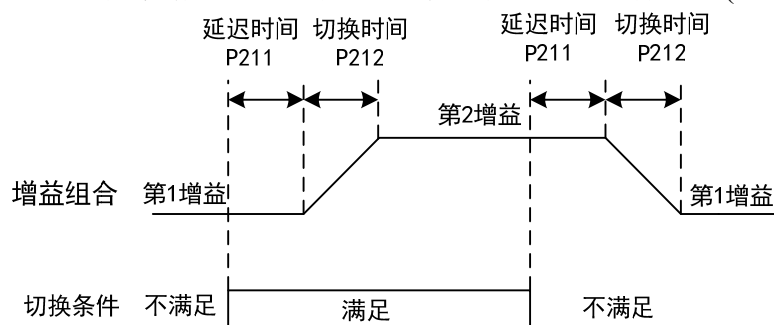 延迟时间 切换时间 延迟时间 切换时间
P211 P212 P211 P212
第2增益
增益组合 第1增益 第1增益
切换条件 不满足 满足 不满足